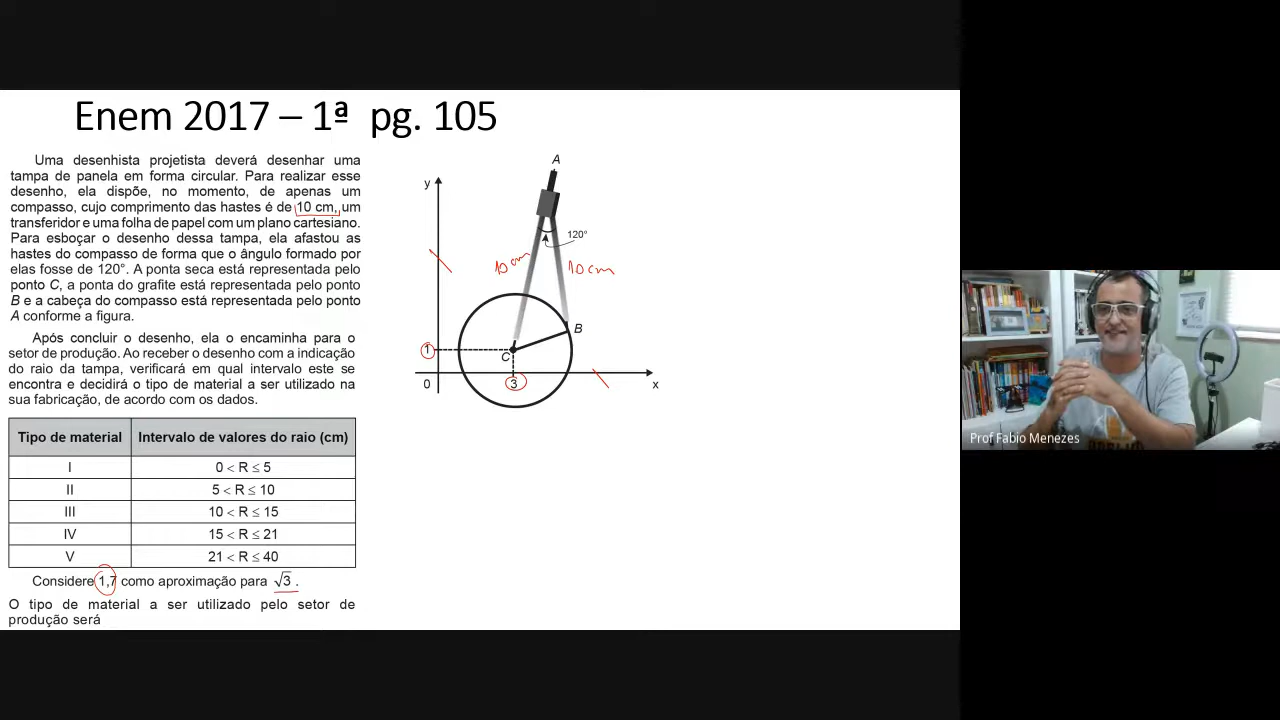 Enem 2017 – 1ª pg. 105
Uma desenhista projetista deverá desenhar uma
tampa de panela em forma circular. Para realizar esse
desenho, ela dispõe, no momento, de apenas um
compasso, cujo comprimento das hastes é de 10 cm, um
transferidor e uma folha de papel com um plano cartesiano.
Para esboçar o desenho dessa tampa, ela afastou as
hastes do compasso de forma que o ângulo formado por
elas fosse de 120°. A ponta seca está representada pelo
ponto C, a ponta do grafite está representada pelo ponto
B e a cabeça do compasso está representada pelo ponto
A conforme a figura.
Após concluir o desenho, ela o encaminha para o
setor de produção. Ao receber o desenho com a indicação
do raio da tampa, verificará em qual intervalo este se
encontra e decidirá o tipo de material a ser utilizado na
sua fabricação, de acordo com os dados.
Tipo de material Intervalo de valores do raio (cm)
I 0 < R ≤ 5
II 5 < R ≤ 10
III 10 < R ≤ 15
IV 15 < R ≤ 21
V 21 < R ≤ 40
Considere 1,7 como aproximação para √3 .
O tipo de material a ser utilizado pelo setor de
produção será
A
y
120°
10 cm 10 cm
B
1 C
0 3 x
Prof Fabio Menezes